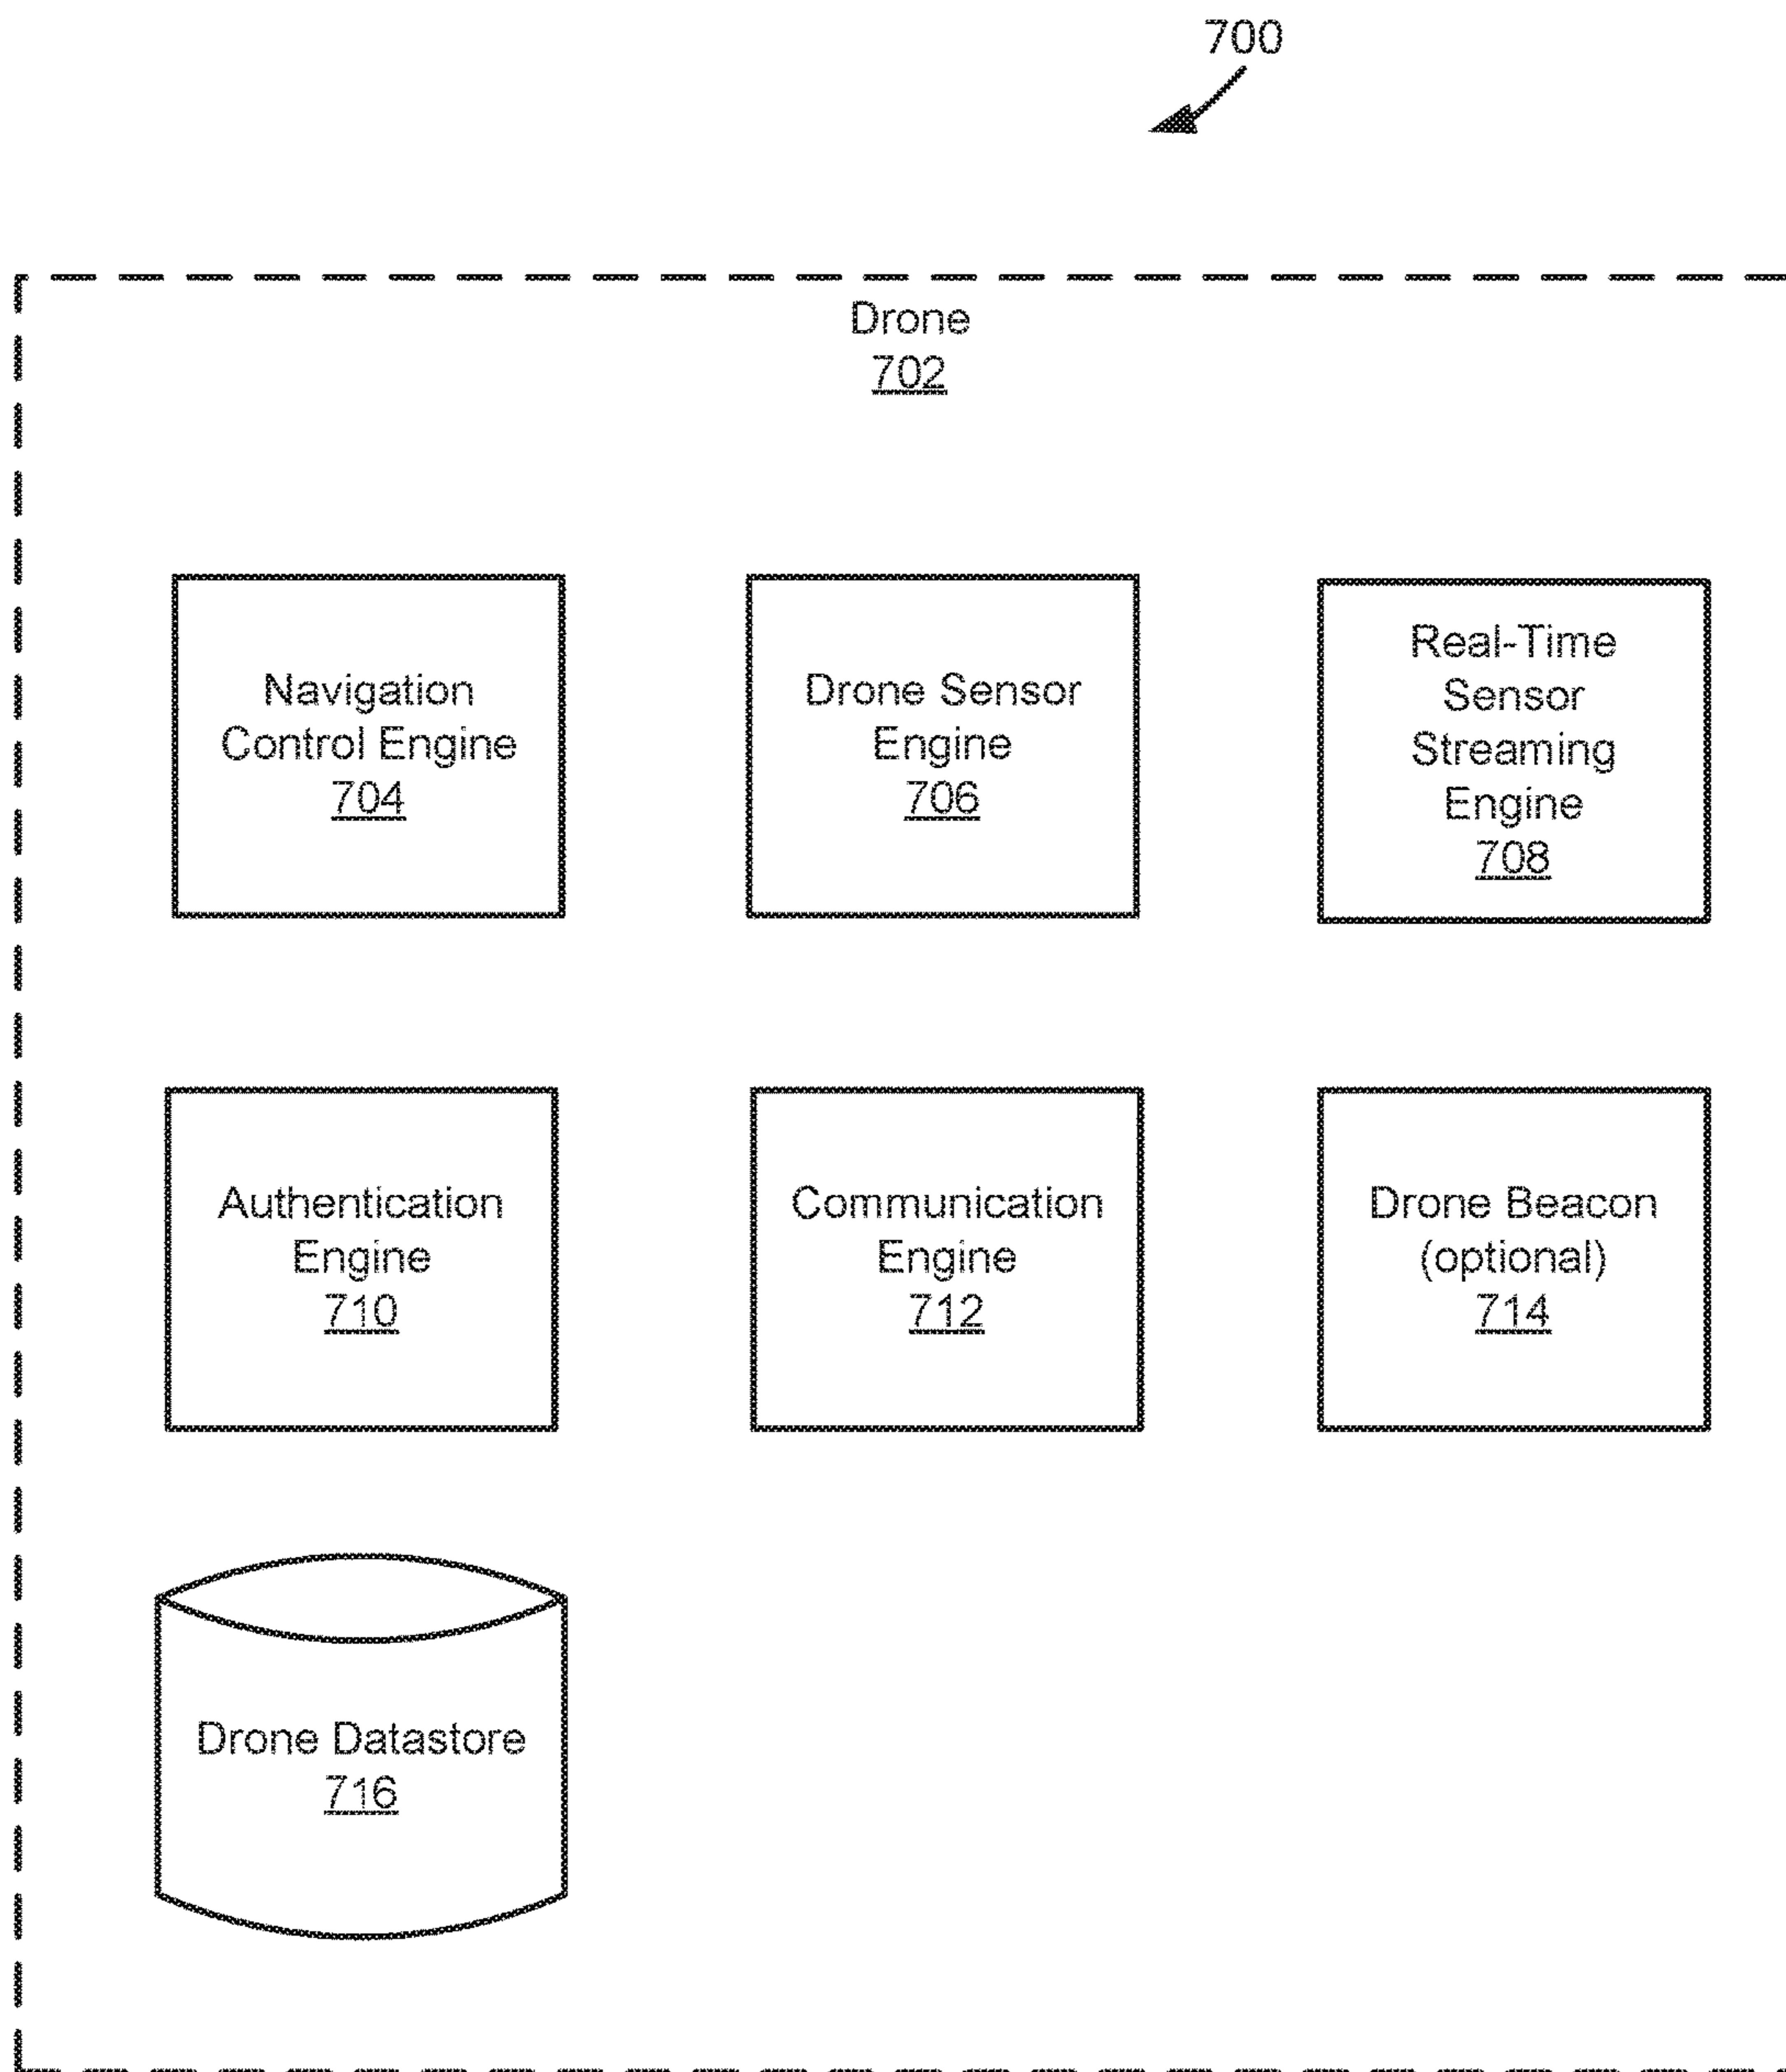 700
Drone
702
Navigation
Control Engine
704
Drone Sensor
Engine
706
Real-Time
Sensor
Streaming
Engine
708
Authentication
Engine
710
Communication
Engine
712
Drone Beacon
(optional)
714
Drone Datastore
716